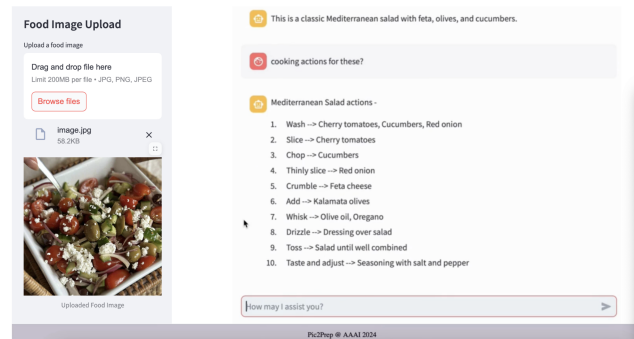 Food Image Upload
Upload a food image
Drag and drop file here
Limit 200MB per file • JPG, PNG, JPEG
Browse files
image.jpg
58.2KB
Uploaded Food Image
This is a classic Mediterranean salad with feta, olives, and cucumbers.
cooking actions for these?
Mediterranean Salad actions -
1. Wash --> Cherry tomatoes, Cucumbers, Red onion
2. Slice --> Cherry tomatoes
3. Chop --> Cucumbers
4. Thinly slice --> Red onion
5. Crumble --> Feta cheese
6. Add --> Kalamata olives
7. Whisk --> Olive oil, Oregano
8. Drizzle --> Dressing over salad
9. Toss --> Salad until well combined
10. Taste and adjust --> Seasoning with salt and pepper
How may I assist you?
Pic2Prep @ AAAI 2024